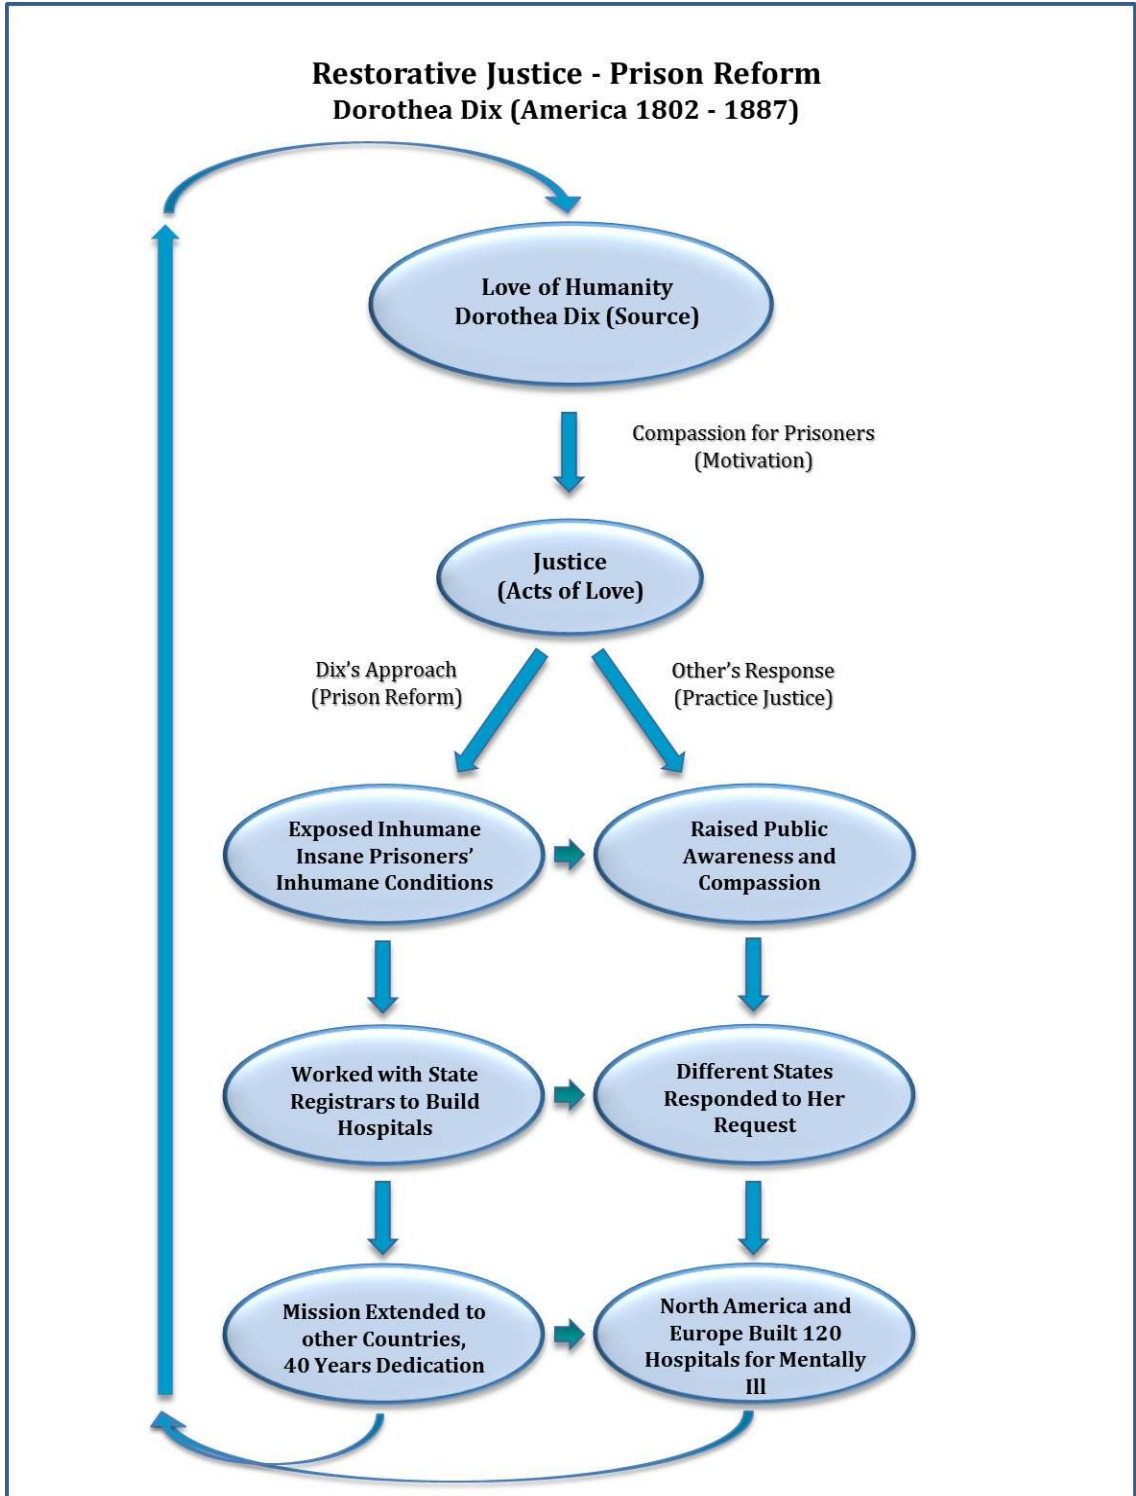 Restorative Justice - Prison Reform
Dorothea Dix (America 1802 - 1887)
Love of Humanity
Dorothea Dix (Source)
Compassion for Prisoners
(Motivation)
Justice
(Acts of Love)
Dix's Approach
(Prison Reform)
Other's Response
(Practice Justice)
Exposed Inhumane
Insane Prisoners'
Inhumane Conditions
Raised Public
Awareness and
Compassion
Worked with State
Registrars to Build
Hospitals
Different States
Responded to Her
Request
Mission Extended to
other Countries,
40 Years Dedication
North America and
Europe Built 120
Hospitals for Mentally
Ill